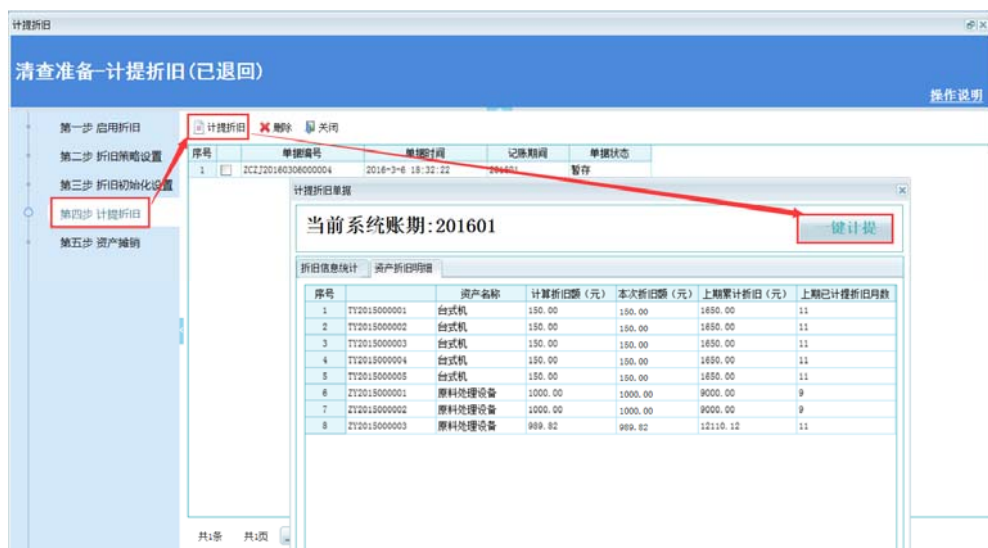 计提折旧
清查准备—计提折旧(已退回)
操作说明
第一步 启用折旧
第二步 折旧策略设置
第三步 折旧初始化设置
第四步 计提折旧
第五步 资产摊销
计提折旧 删除 关闭
序号 单据编号 单据时间 记账期间 单据状态
1 ZCZJ20160306000004 2016-3-6 18:32:22 201601 暂存
计提折旧单据
当前系统账期:201601
一键计提
折旧信息统计 资产折旧明细
序号 资产名称 计算折旧额（元） 本次折旧额（元） 上期累计折旧（元） 上期已计提折旧月数
1 TY2015000001 台式机 150.00 150.00 1650.00 11
2 TY2015000002 台式机 150.00 150.00 1650.00 11
3 TY2015000003 台式机 150.00 150.00 1650.00 11
4 TY2015000004 台式机 150.00 150.00 1650.00 11
5 TY2015000005 台式机 150.00 150.00 1650.00 11
6 ZY2015000001 原料处理设备 1000.00 1000.00 9000.00 9
7 ZY2015000002 原料处理设备 1000.00 1000.00 9000.00 9
8 ZY2015000003 原料处理设备 989.82 989.82 12110.12 11
共1条 共1页